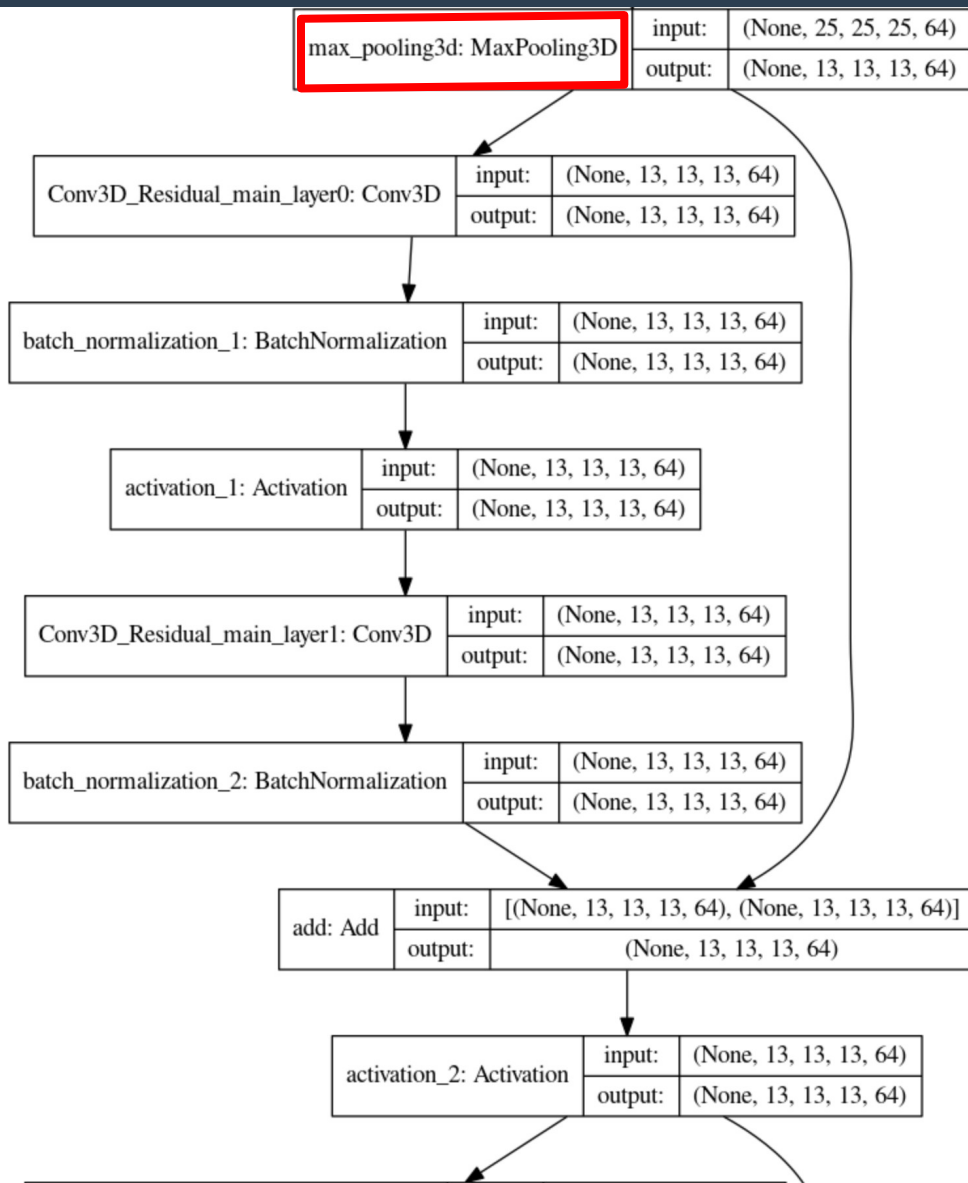 max_pooling3d: MaxPooling3D
input: (None, 25, 25, 25, 64)
output: (None, 13, 13, 13, 64)
Conv3D_Residual_main_layer0: Conv3D
input: (None, 13, 13, 13, 64)
output: (None, 13, 13, 13, 64)
batch_normalization_1: BatchNormalization
input: (None, 13, 13, 13, 64)
output: (None, 13, 13, 13, 64)
activation_1: Activation
input: (None, 13, 13, 13, 64)
output: (None, 13, 13, 13, 64)
Conv3D_Residual_main_layer1: Conv3D
input: (None, 13, 13, 13, 64)
output: (None, 13, 13, 13, 64)
batch_normalization_2: BatchNormalization
input: (None, 13, 13, 13, 64)
output: (None, 13, 13, 13, 64)
add: Add
input: [(None, 13, 13, 13, 64), (None, 13, 13, 13, 64)]
output: (None, 13, 13, 13, 64)
activation_2: Activation
input: (None, 13, 13, 13, 64)
output: (None, 13, 13, 13, 64)